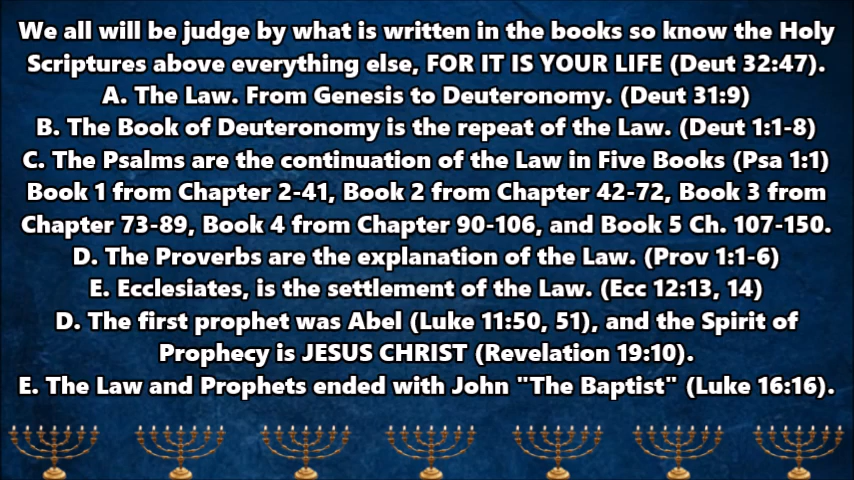 We all will be judge by what is written in the books so know the Holy
Scriptures above everything else, FOR IT IS YOUR LIFE (Deut 32:47).
A. The Law. From Genesis to Deuteronomy. (Deut 31:9)
B. The Book of Deuteronomy is the repeat of the Law. (Deut 1:1-8)
C. The Psalms are the continuation of the Law in Five Books (Psa 1:1)
Book 1 from Chapter 2-41, Book 2 from Chapter 42-72, Book 3 from
Chapter 73-89, Book 4 from Chapter 90-106, and Book 5 Ch. 107-150.
D. The Proverbs are the explanation of the Law. (Prov 1:1-6)
E. Ecclesiates, is the settlement of the Law. (Ecc 12:13, 14)
D. The first prophet was Abel (Luke 11:50, 51), and the Spirit of
Prophecy is JESUS CHRIST (Revelation 19:10).
E. The Law and Prophets ended with John "The Baptist" (Luke 16:16).